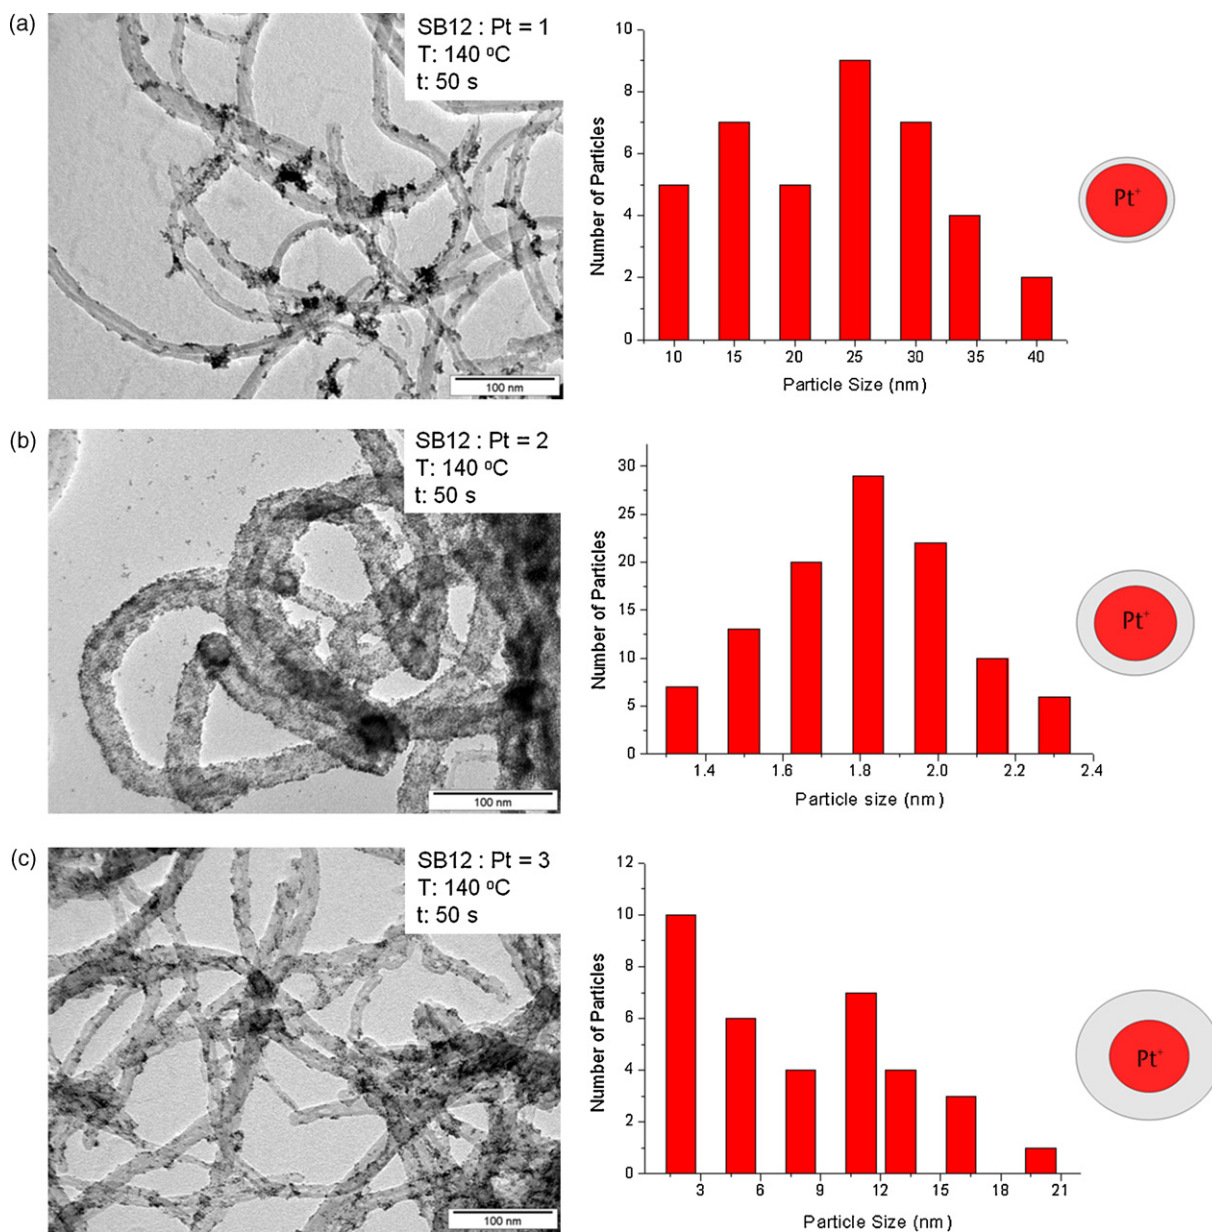 (a)
SB12 : Pt = 1
T: 140 ºC
t: 50 s
100 nm
10
8
6
4
2
0
Number of Particles
10 15 20 25 30 35 40
Particle Size (nm)
Pt⁺
(b)
SB12 : Pt = 2
T: 140 ºC
t: 50 s
100 nm
30
25
20
15
10
5
0
Number of Particles
1.4 1.6 1.8 2.0 2.2 2.4
Particle size (nm)
Pt⁺
(c)
SB12 : Pt = 3
T: 140 ºC
t: 50 s
100 nm
12
10
8
6
4
2
0
Number of Particles
3 6 9 12 15 18 21
Particle Size (nm)
Pt⁺